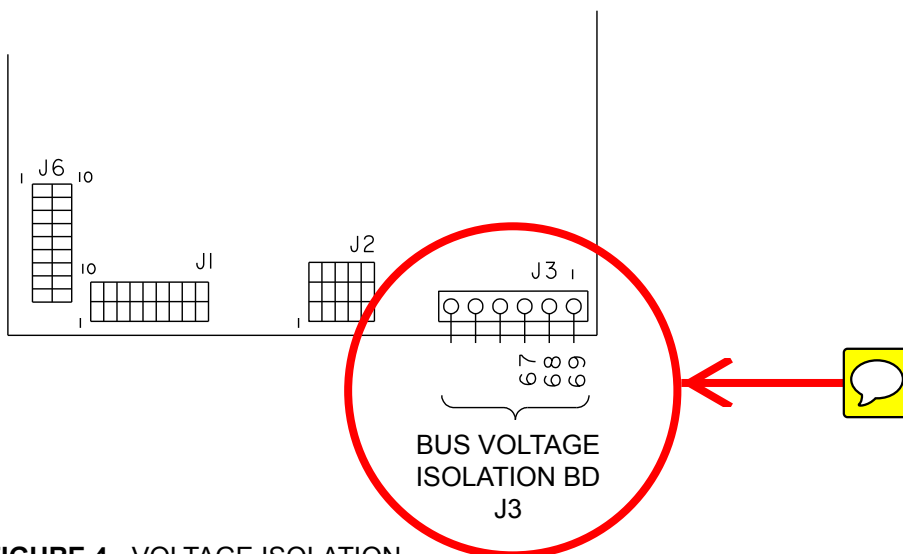 J6
1 10
J2
10 J1
J3 1
1 1
67 68 69
BUS VOLTAGE
ISOLATION BD
J3
FIGURE 4 VOLTAGE ISOLATION